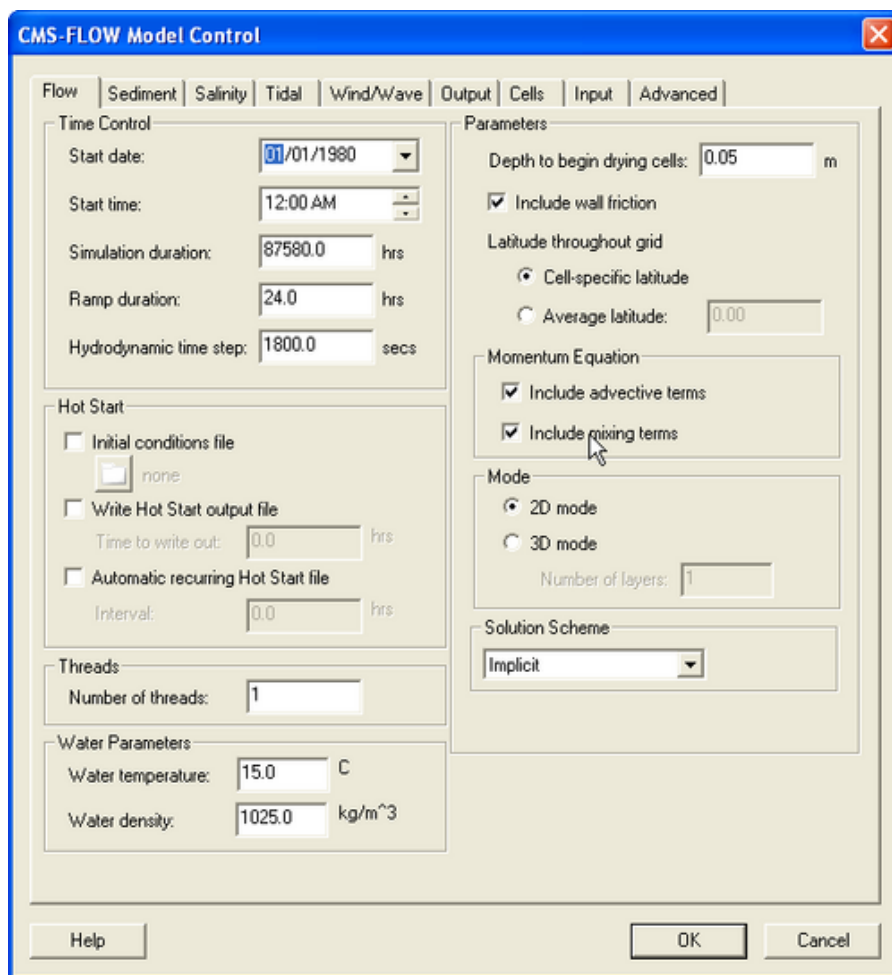 CMS-FLOW Model Control
Flow Sediment Salinity Tidal Wind/Wave Output Cells Input Advanced
Time Control
Start date: 01/01/1980
Start time: 12:00 AM
Simulation duration: 87580.0 hrs
Ramp duration: 24.0 hrs
Hydrodynamic time step: 1800.0 secs
Hot Start
Initial conditions file
none
Write Hot Start output file
Time to write out: 0.0 hrs
Automatic recurring Hot Start file
Interval: 0.0 hrs
Threads
Number of threads: 1
Water Parameters
Water temperature: 15.0 C
Water density: 1025.0 kg/m^3
Parameters
Depth to begin drying cells: 0.05 m
Include wall friction
Latitude throughout grid
Cell-specific latitude
Average latitude: 0.00
Momentum Equation
Include advective terms
Include mixing terms
Mode
2D mode
3D mode
Number of layers: 1
Solution Scheme
Implicit
Help OK Cancel